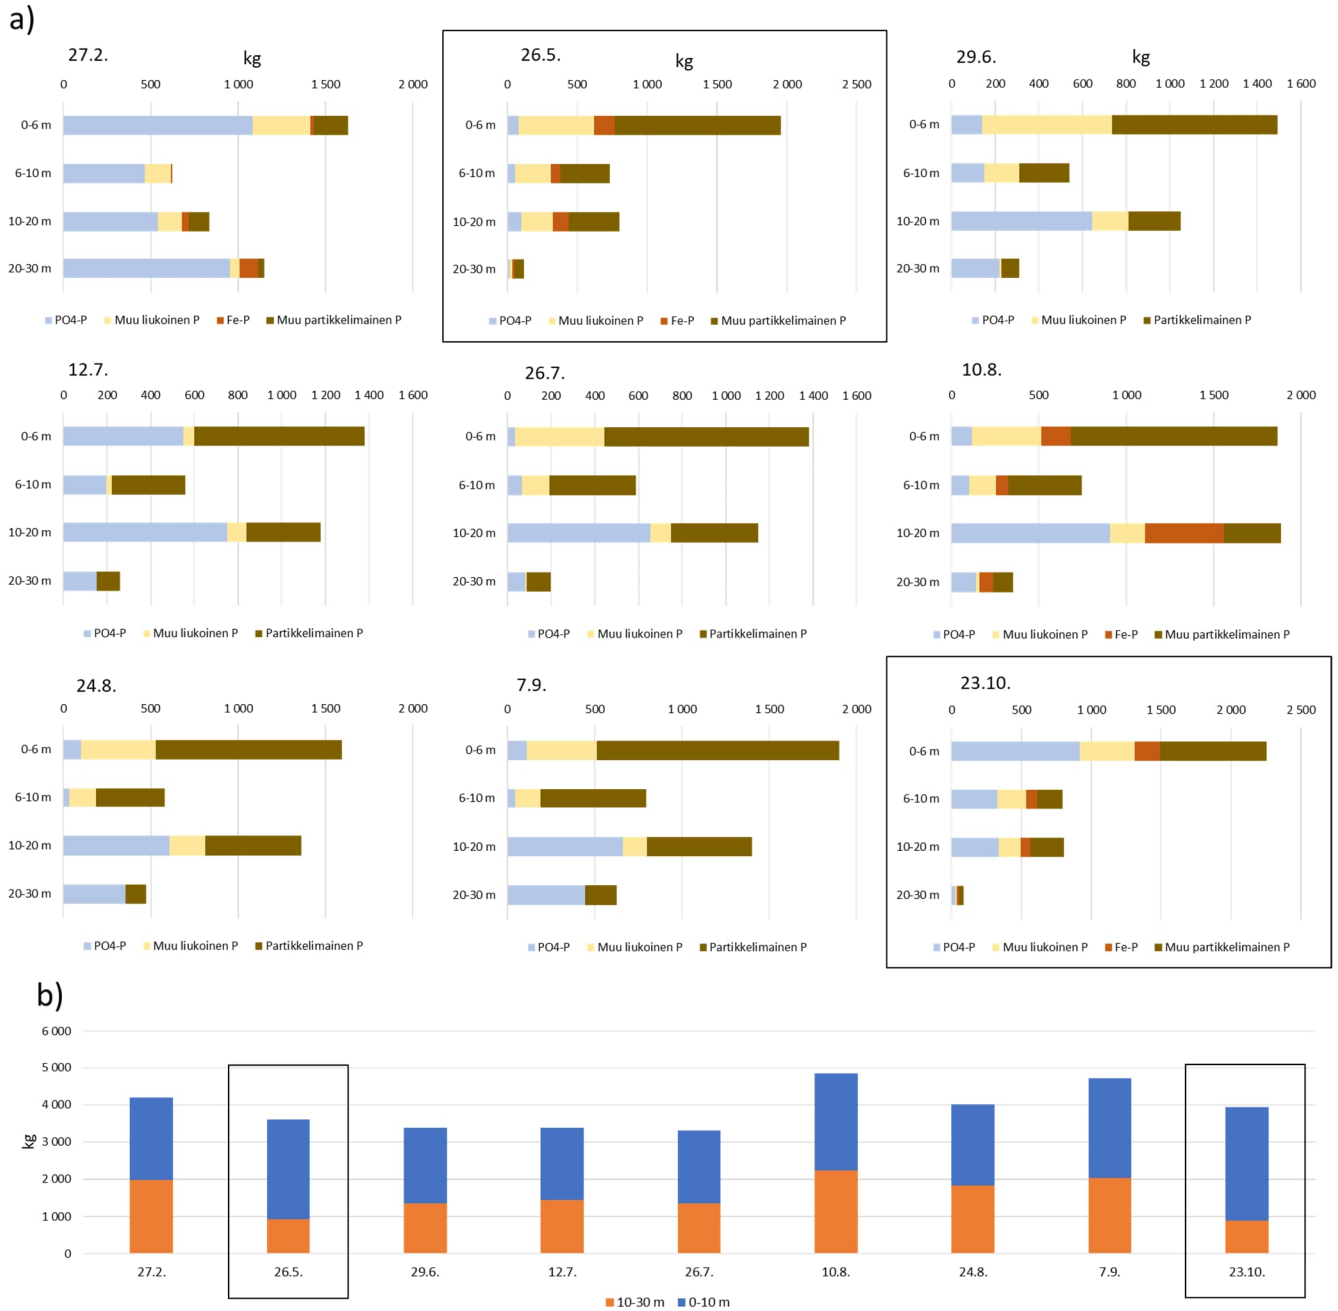 a)
27.2. kg
0 500 1 000 1 500 2 000
0-6 m
6-10 m
10-20 m
20-30 m
PO4-P Muu liukoinen P Fe-P Muu partikkelimainen P
26.5. kg
0 500 1 000 1 500 2 000 2 500
0-6 m
6-10 m
10-20 m
20-30 m
PO4-P Muu liukoinen P Fe-P Muu partikkelimainen P
29.6. kg
0 200 400 600 800 1 000 1 200 1 400 1 600
0-6 m
6-10 m
10-20 m
20-30 m
PO4-P Muu liukoinen P Partikkelimainen P
12.7.
0 200 400 600 800 1 000 1 200 1 400 1 600
0-6 m
6-10 m
10-20 m
20-30 m
PO4-P Muu liukoinen P Partikkelimainen P
26.7.
0 200 400 600 800 1 000 1 200 1 400 1 600
0-6 m
6-10 m
10-20 m
20-30 m
PO4-P Muu liukoinen P Partikkelimainen P
10.8.
0 500 1 000 1 500 2 000
0-6 m
6-10 m
10-20 m
20-30 m
PO4-P Muu liukoinen P Fe-P Muu partikkelimainen P
24.8.
0 500 1 000 1 500 2 000
0-6 m
6-10 m
10-20 m
20-30 m
PO4-P Muu liukoinen P Partikkelimainen P
7.9.
0 500 1 000 1 500 2 000
0-6 m
6-10 m
10-20 m
20-30 m
PO4-P Muu liukoinen P Partikkelimainen P
23.10.
0 500 1 000 1 500 2 000 2 500
0-6 m
6-10 m
10-20 m
20-30 m
PO4-P Muu liukoinen P Fe-P Muu partikkelimainen P
b)
6 000
5 000
4 000
3 000
2 000
1 000
0
kg
27.2. 26.5. 29.6. 12.7. 26.7. 10.8. 24.8. 7.9. 23.10.
10-30 m 0-10 m